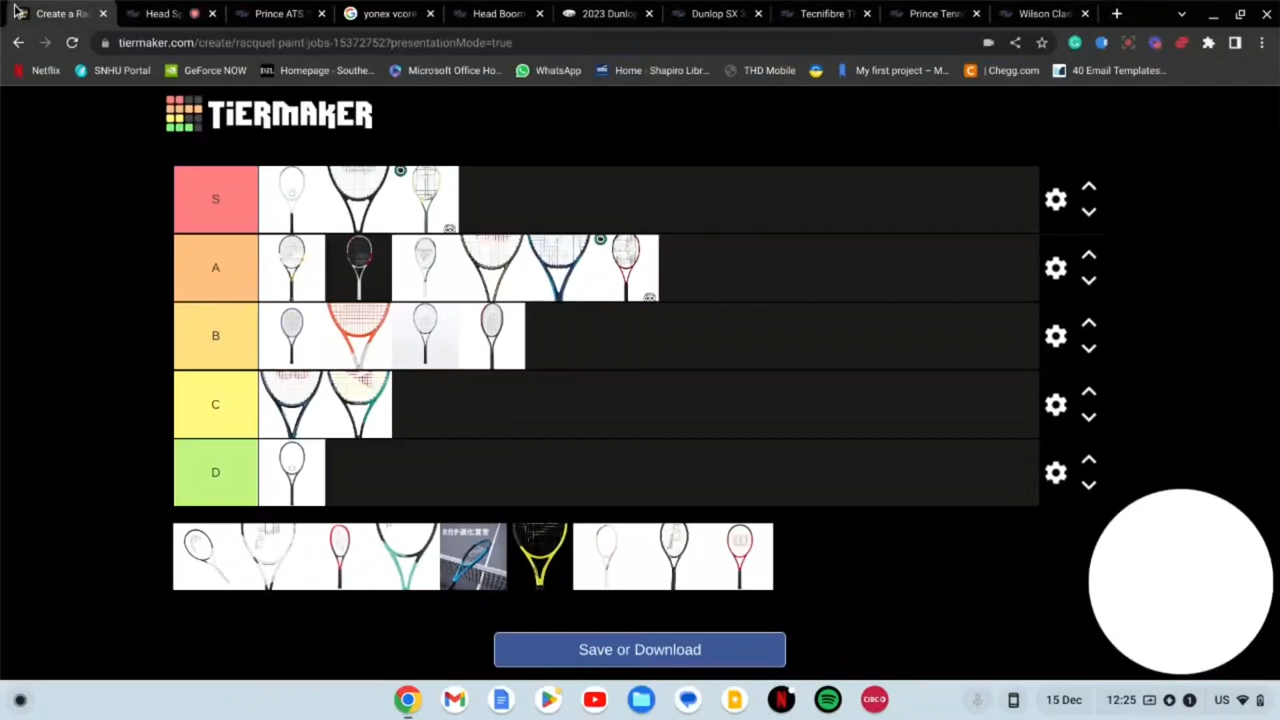 Create a Ra
Head Sp
Prince ATS T
yonex vcore
Head Boom
2023 Dunlop
Dunlop SX 3
Tecnifibre T
Prince Tenn
Wilson Clas
tiermaker.com/create/racquet-paint-jobs-15372752?presentationMode=true
Netflix
SNHU Portal
GeForce NOW
Homepage - Southe...
Microsoft Office Ho...
WhatsApp
Home - Shapiro Libr...
THD Mobile
My first project – M...
| Chegg.com
40 Email Templates...
TiERMAKER
S
A
B
C
D
Save or Download
CIBC
15 Dec
12:25
US